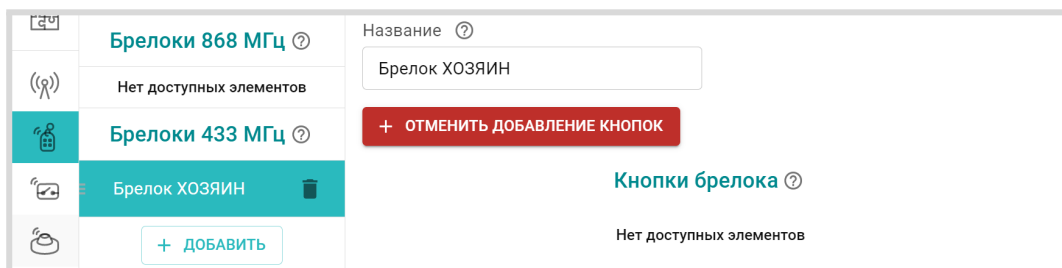 Брелоки 868 МГц
Нет доступных элементов
Брелоки 433 МГц
Брелок ХОЗЯИН
+ ДОБАВИТЬ
Название
Брелок ХОЗЯИН
+ ОТМЕНИТЬ ДОБАВЛЕНИЕ КНОПОК
Кнопки брелока
Нет доступных элементов